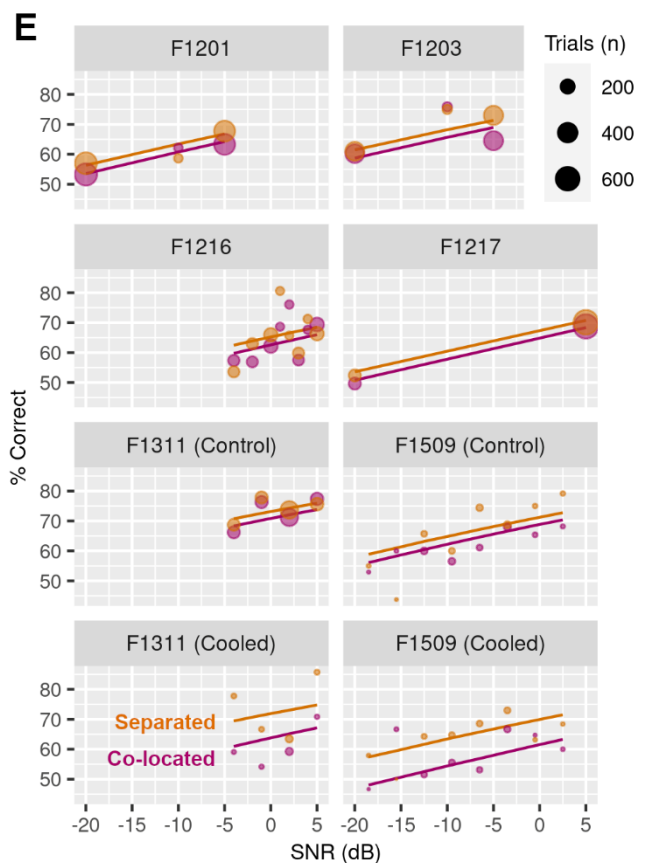 E
F1201
F1203
Trials (n)
200
400
600
80
70
60
50
F1216
F1217
80
70
60
50
% Correct
F1311 (Control)
F1509 (Control)
80
70
60
50
F1311 (Cooled)
F1509 (Cooled)
80
70
60
50
Separated
Co-located
-20 -15 -10 -5 0 5
-20 -15 -10 -5 0 5
SNR (dB)